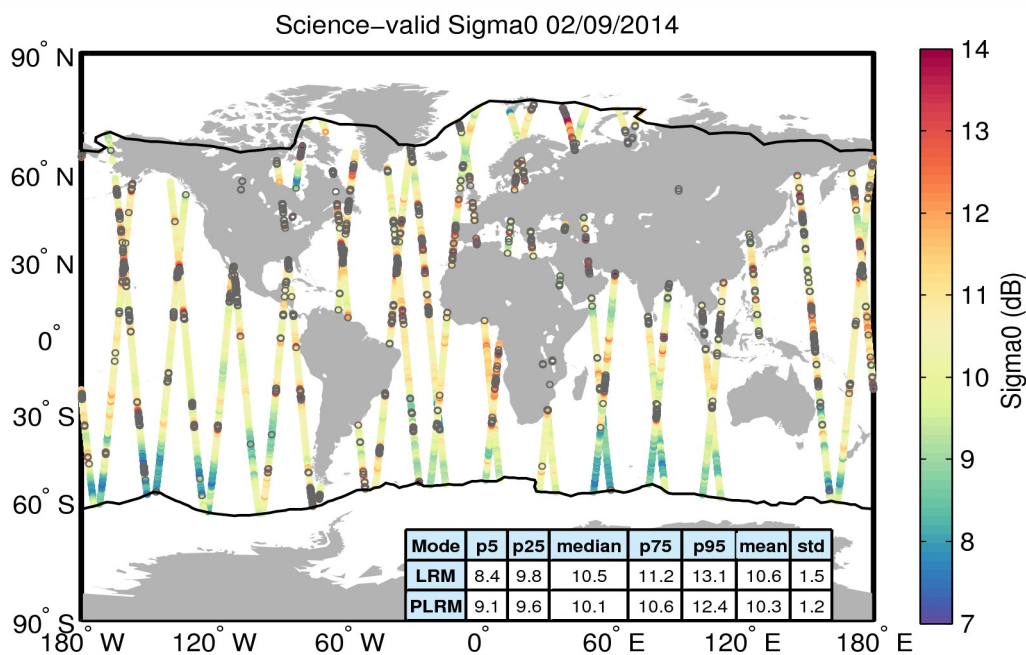 Science−valid Sigma0 02/09/2014
90° N
60° N
30° N
0°
30° S
60° S
90° S
180° W
120° W
60° W
0°
60° E
120° E
180° E
Mode p5 p25 median p75 p95 mean std
LRM 8.4 9.8 10.5 11.2 13.1 10.6 1.5
PLRM 9.1 9.6 10.1 10.6 12.4 10.3 1.2
14
13
12
11
10
9
8
7
Sigma0 (dB)